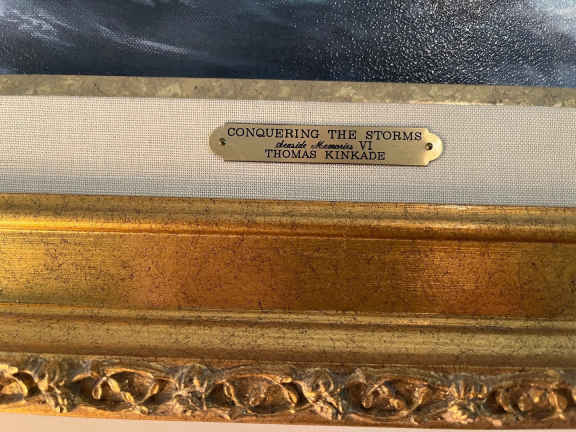 CONQUERING THE STORMS
Seaside Memories VI
THOMAS KINKADE